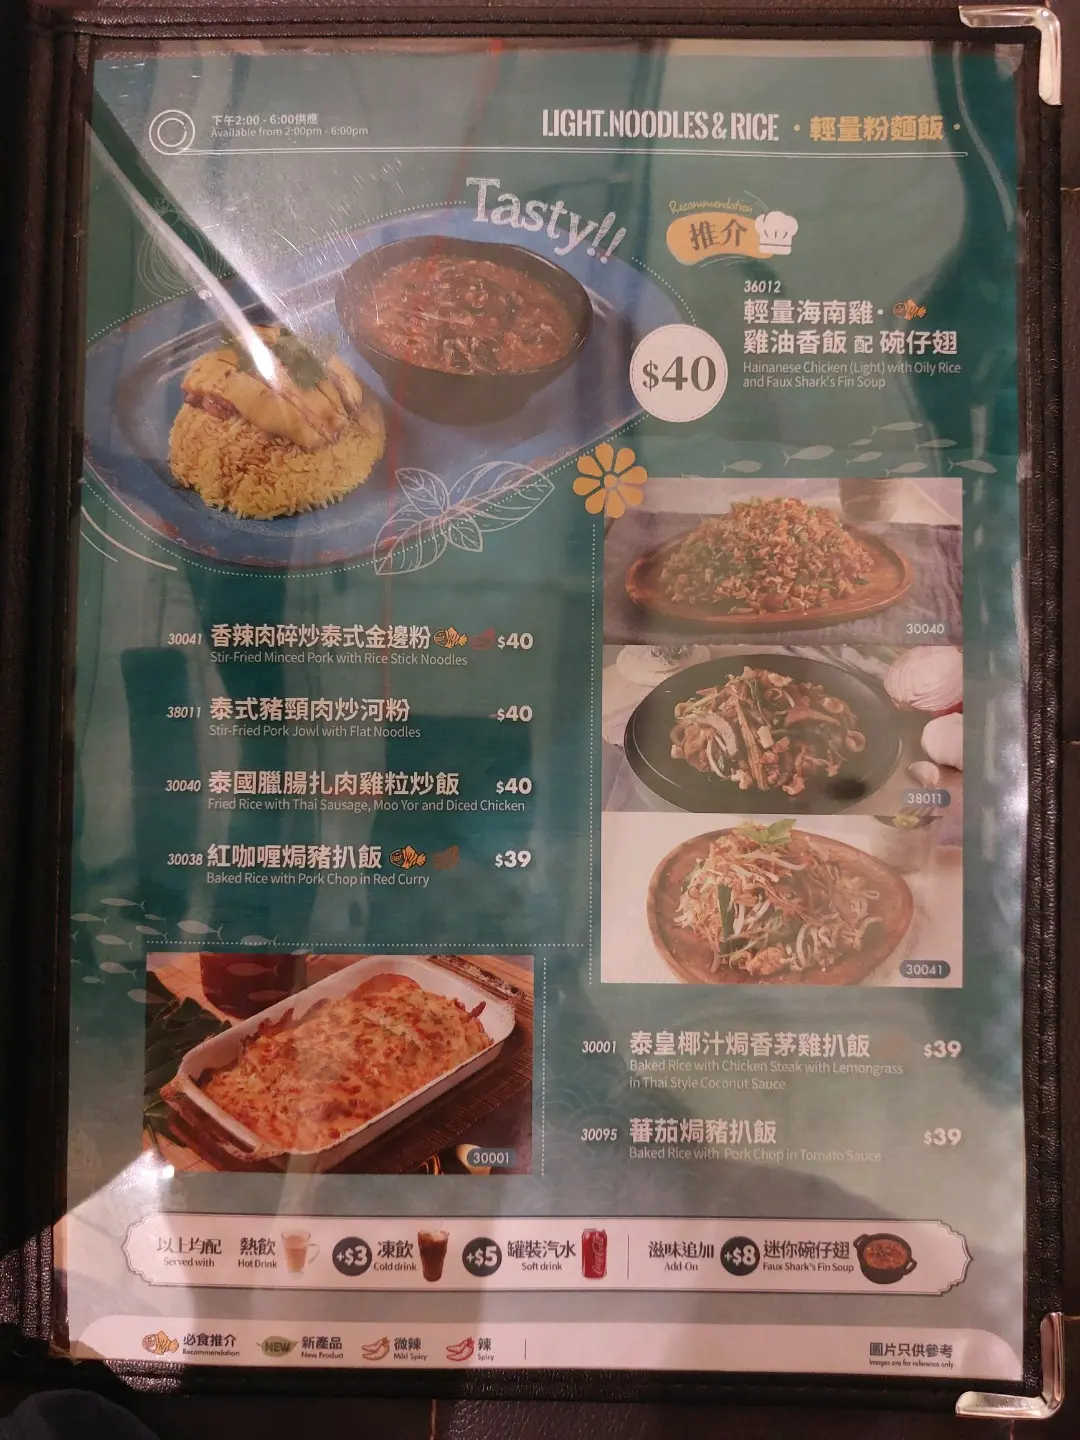 下午2:00 - 6:00供應
Available from 2:00pm - 6:00pm
LIGHT.NOODLES & RICE · 輕量粉麵飯 ·
Tasty!!
Recommendation
推介
36012
輕量海南雞·
雞油香飯 配 碗仔翅
$40
Hainanese Chicken (Light) with Oily Rice
and Faux Shark's Fin Soup
30040
38011
30041
30041 香辣肉碎炒泰式金邊粉 $40
Stir-Fried Minced Pork with Rice Stick Noodles
38011 泰式豬頸肉炒河粉 $40
Stir-Fried Pork Jowl with Flat Noodles
30040 泰國臘腸扎肉雞粒炒飯 $40
Fried Rice with Thai Sausage, Moo Yor and Diced Chicken
30038 紅咖喱焗豬扒飯 $39
Baked Rice with Pork Chop in Red Curry
30001
30001 泰皇椰汁焗香茅雞扒飯 $39
Baked Rice with Chicken Steak with Lemongrass
in Thai Style Coconut Sauce
30095 蕃茄焗豬扒飯 $39
Baked Rice with Pork Chop in Tomato Sauce
以上均配 熱飲 +$3 凍飲 +$5 罐裝汽水 滋味追加 +$8 迷你碗仔翅
Served with Hot Drink Cold drink Soft drink Add-On Faux Shark's Fin Soup
Coca-Cola
必食推介 NEW 新產品 微辣 辣 圖片只供參考
Recommendation New Product Mild Spicy Spicy Images are for reference only